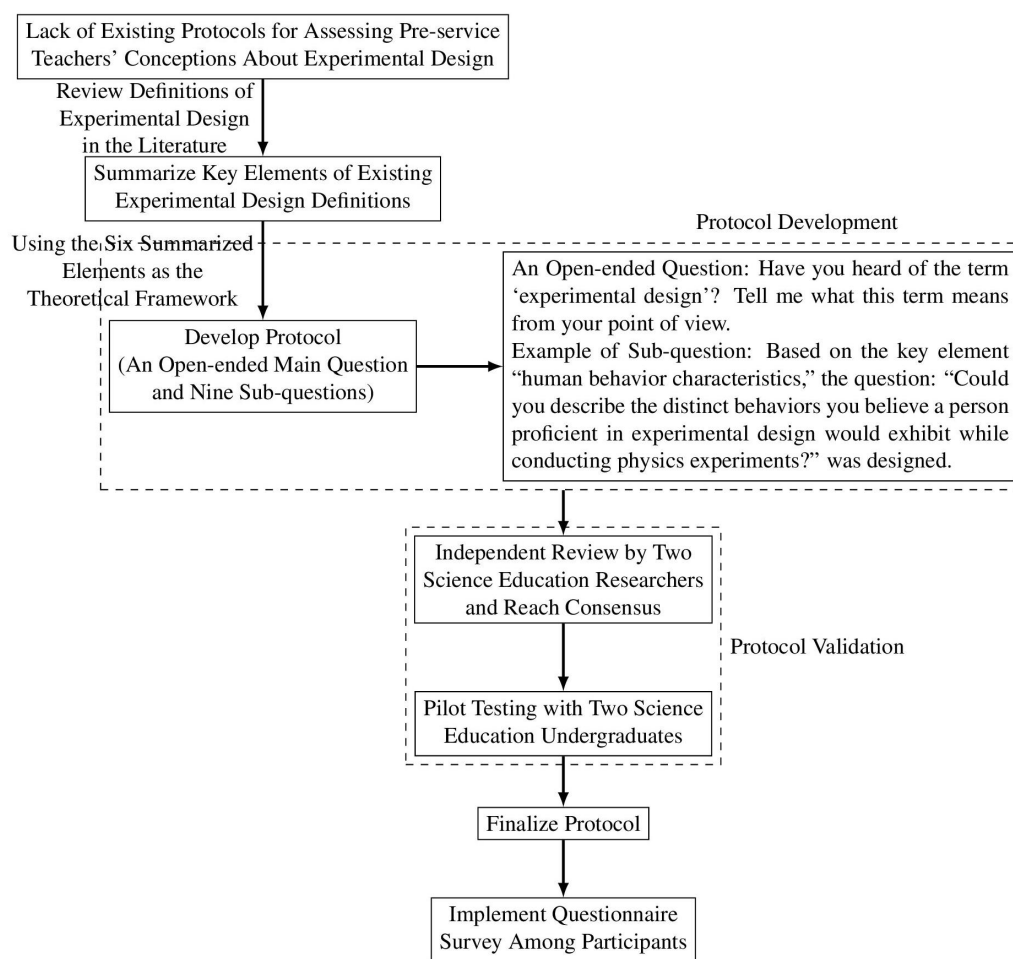 Lack of Existing Protocols for Assessing Pre-service
Teachers’ Conceptions About Experimental Design
Review Definitions of
Experimental Design
in the Literature
Summarize Key Elements of Existing
Experimental Design Definitions
Using the Six Summarized
Elements as the
Theoretical Framework
Protocol Development
Develop Protocol
(An Open-ended Main Question
and Nine Sub-questions)
An Open-ended Question: Have you heard of the term
‘experimental design’? Tell me what this term means
from your point of view.
Example of Sub-question: Based on the key element
“human behavior characteristics,” the question: “Could
you describe the distinct behaviors you believe a person
proficient in experimental design would exhibit while
conducting physics experiments?” was designed.
Independent Review by Two
Science Education Researchers
and Reach Consensus
Protocol Validation
Pilot Testing with Two Science
Education Undergraduates
Finalize Protocol
Implement Questionnaire
Survey Among Participants